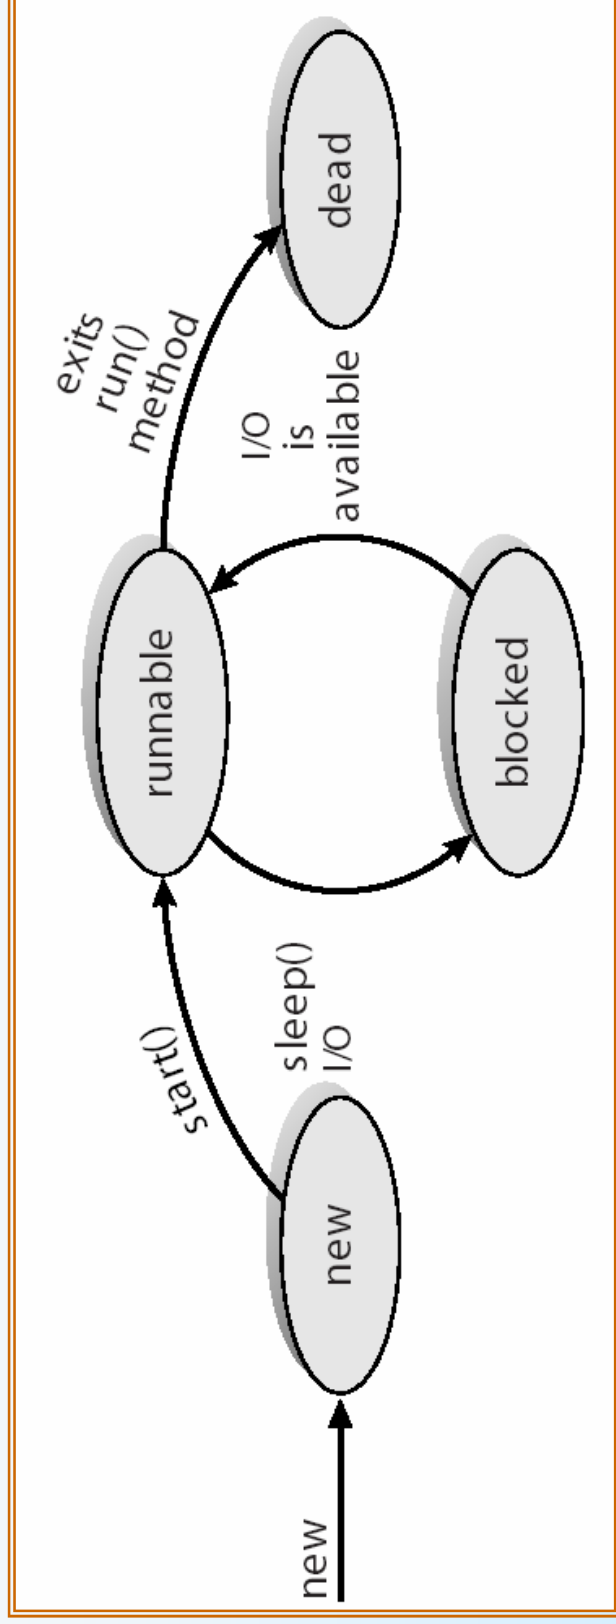 new
new
start()
sleep()
I/O
runnable
blocked
I/O
is
available
exits
run()
method
dead